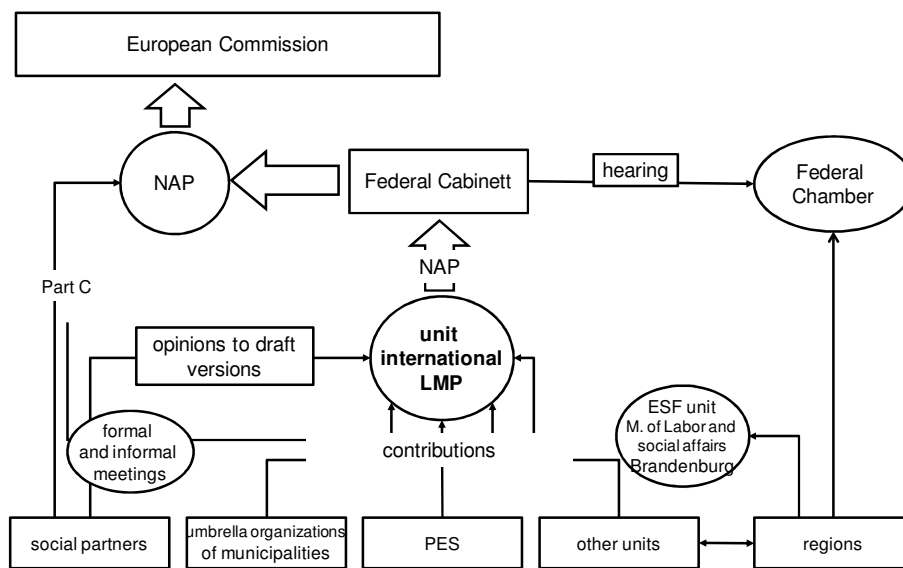 European Commission
NAP
Federal Cabinett
hearing
Federal
Chamber
NAP
Part C
opinions to draft
versions
unit
international
LMP
formal
and informal
meetings
contributions
ESF unit
M. of Labor and
social affairs
Brandenburg
social partners
umbrella organizations
of municipalities
PES
other units
regions